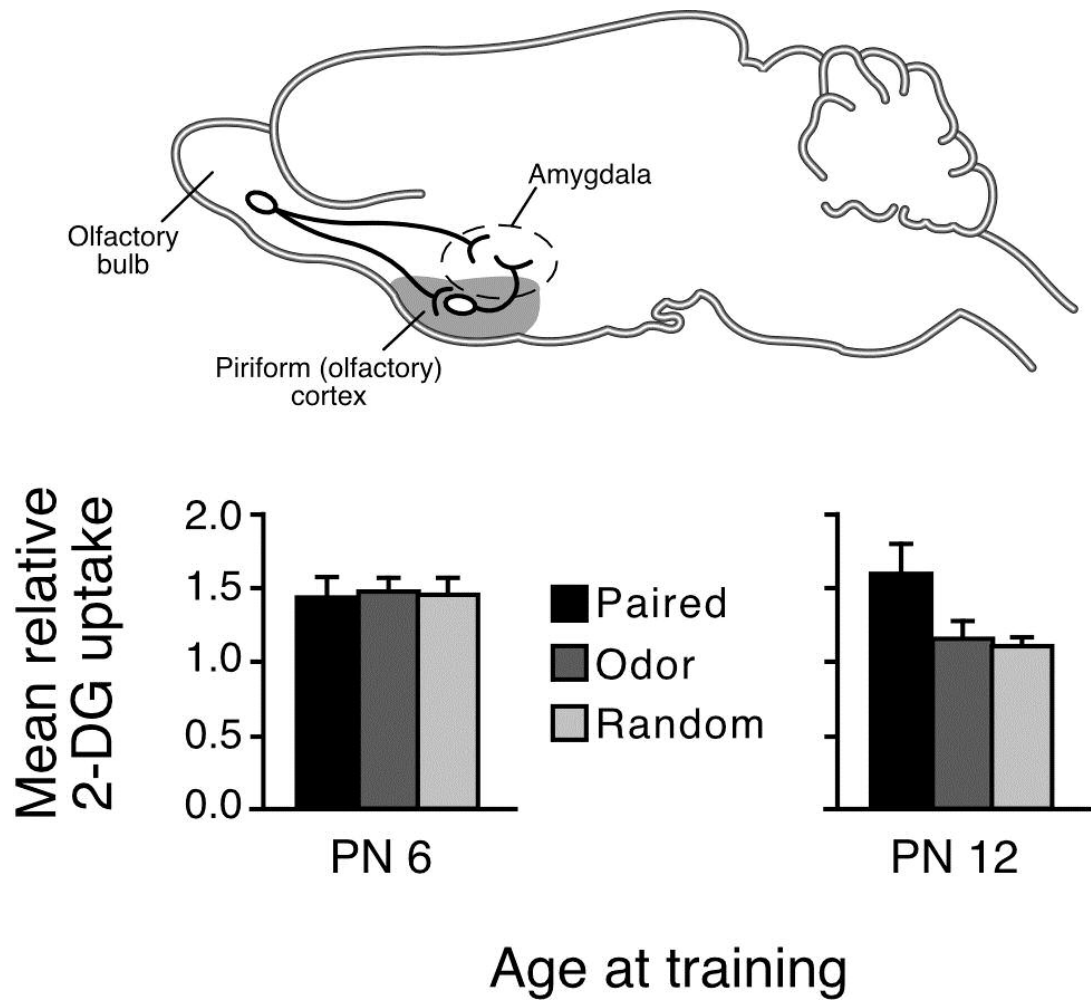 Amygdala
Olfactory
bulb
Piriform (olfactory)
cortex
Mean relative
2-DG uptake
2.0
1.5
1.0
0.5
0.0
Paired
Odor
Random
PN 6
PN 12
Age at training